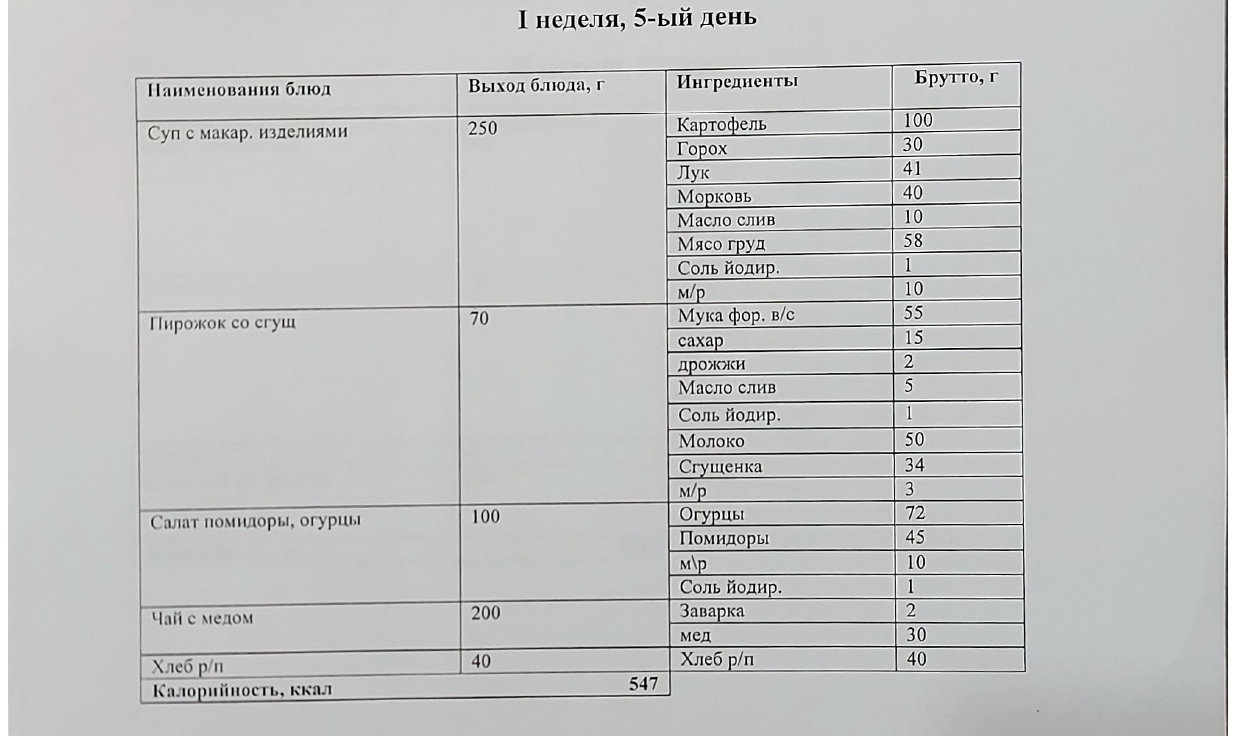 I неделя, 5-ый день
Наименования блюд Выход блюда, г Ингредиенты Брутто, г
Суп с макар. изделиями 250 Картофель 100
Горох 30
Лук 41
Морковь 40
Масло слив 10
Мясо груд 58
Соль йодир. 1
м/р 10
Пирожок со сгущ 70 Мука фор. в/с 55
сахар 15
дрожжи 2
Масло слив 5
Соль йодир. 1
Молоко 50
Сгущенка 34
м/р 3
Салат помидоры, огурцы 100 Огурцы 72
Помидоры 45
м\р 10
Соль йодир. 1
Чай с медом 200 Заварка 2
мед 30
Хлеб р/п 40 Хлеб р/п 40
Калорийность, ккал 547